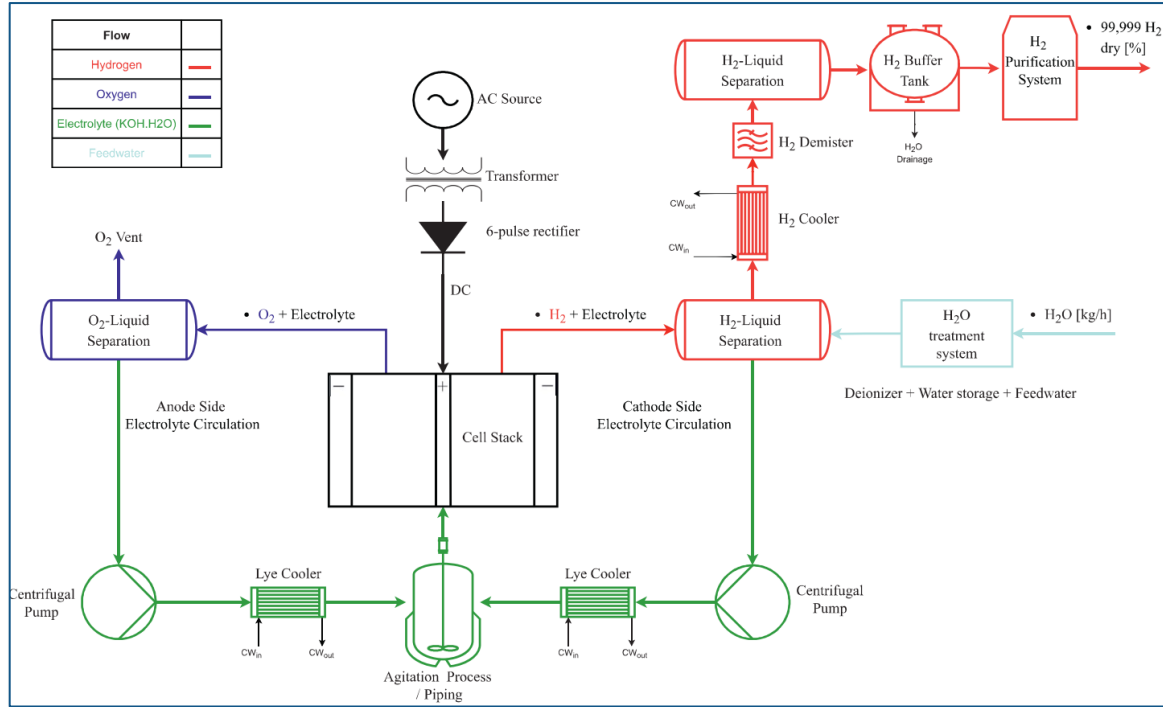 Flow
Hydrogen
Oxygen
Electrolyte (KOH.H2O)
Feedwater
AC Source
Transformer
6-pulse rectifier
DC
H₂-Liquid
Separation
H₂ Buffer
Tank
H₂
Purification
System
• 99,999 H₂
dry [%]
H₂O
Drainage
H₂ Demister
CWout
H₂ Cooler
CWin
O₂ Vent
O₂-Liquid
Separation
• O₂ + Electrolyte
• H₂ + Electrolyte
H₂-Liquid
Separation
H₂O
treatment
system
• H₂O [kg/h]
Deionizer + Water storage + Feedwater
Anode Side
Electrolyte Circulation
− + −
Cell Stack
Cathode Side
Electrolyte Circulation
Centrifugal
Pump
Lye Cooler
CWin
CWout
Agitation Process
/ Piping
Lye Cooler
CWin
CWout
Centrifugal
Pump